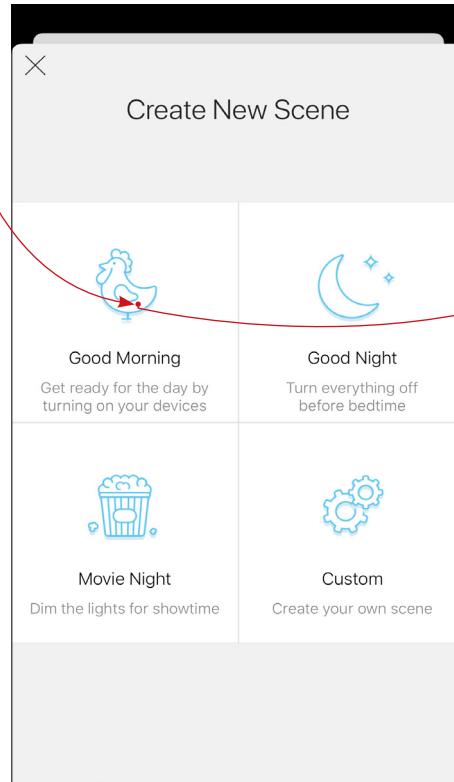 Create New Scene
Good Morning
Get ready for the day by
turning on your devices
Good Night
Turn everything off
before bedtime
Movie Night
Dim the lights for showtime
Custom
Create your own scene